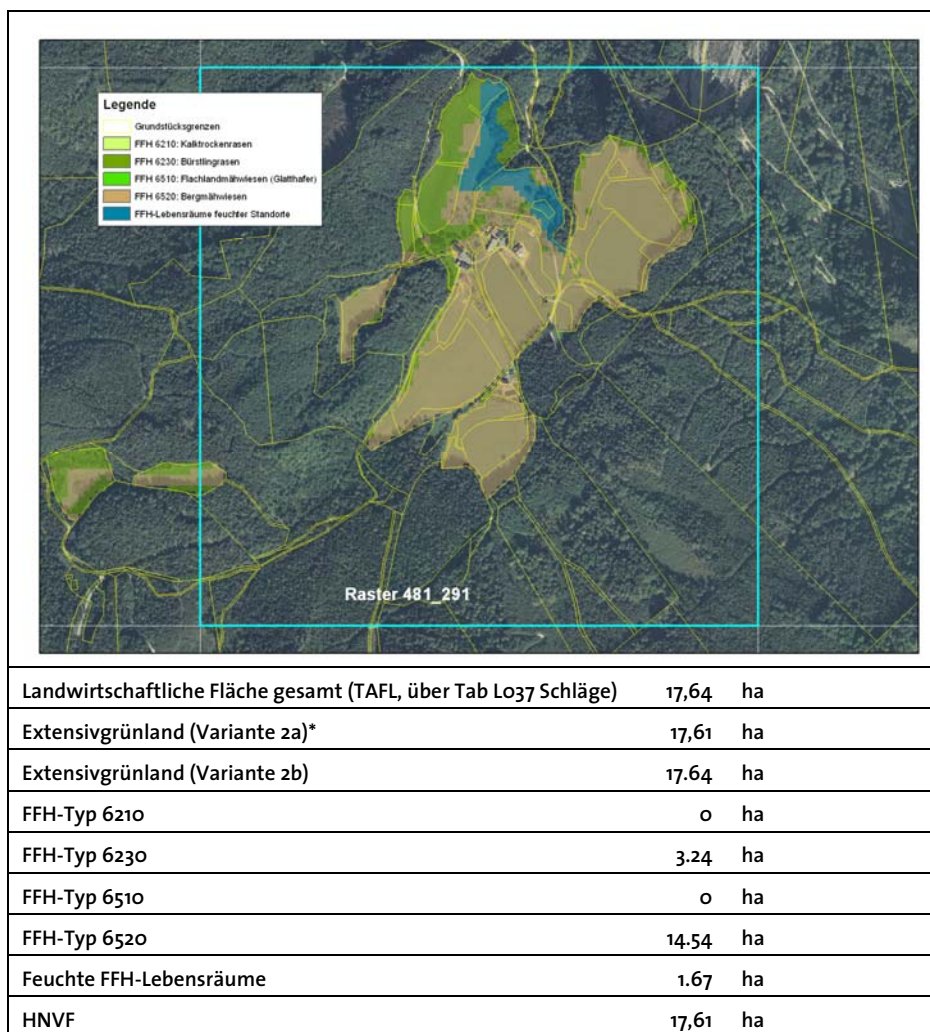 Legende
Grundstücksgrenzen
FFH 6210: Kalktrockenrasen
FFH 6230: Bürstlingrasen
FFH 6510: Flachlandmähwiesen (Glatthafer)
FFH 6520: Bergmähwiesen
FFH-Lebensräume feuchter Standorte
Raster 481_291
Landwirtschaftliche Fläche gesamt (TAFL, über Tab L037 Schläge) 17,64 ha
Extensivgrünland (Variante 2a)* 17,61 ha
Extensivgrünland (Variante 2b) 17.64 ha
FFH-Typ 6210 0 ha
FFH-Typ 6230 3.24 ha
FFH-Typ 6510 0 ha
FFH-Typ 6520 14.54 ha
Feuchte FFH-Lebensräume 1.67 ha
HNVF 17,61 ha